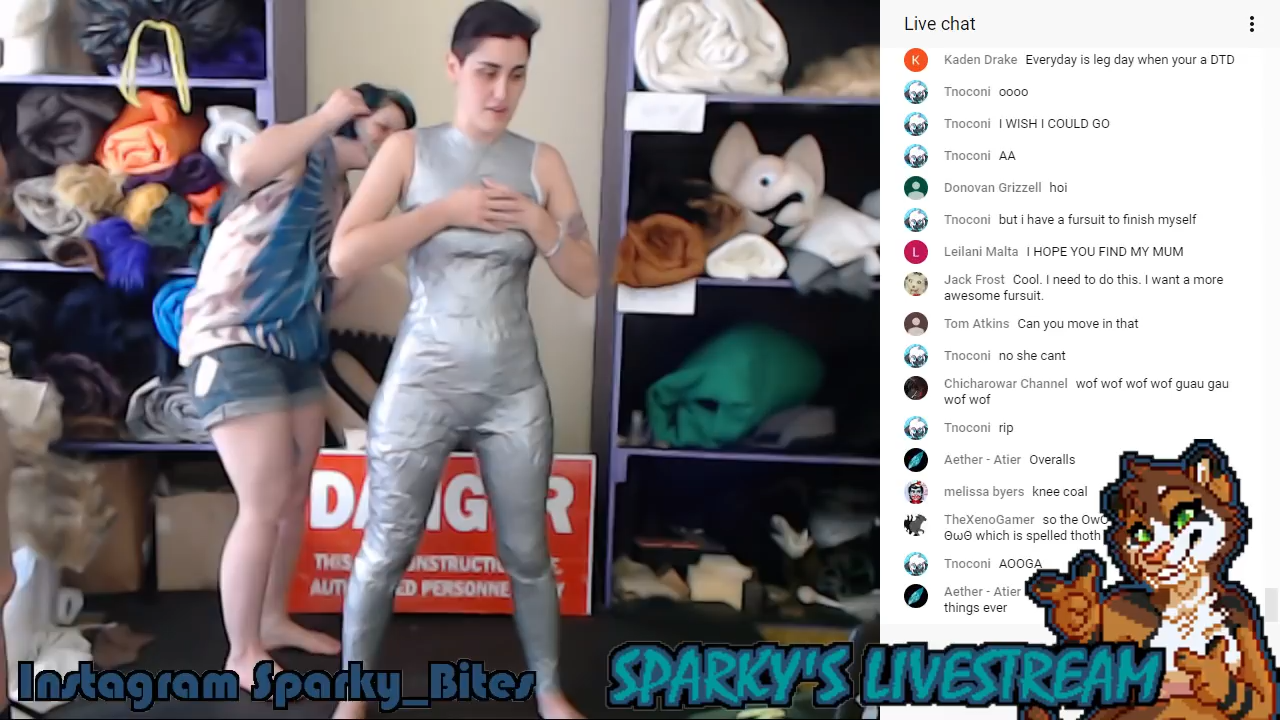 Live chat
Kaden Drake Everyday is leg day when your a DTD
Tnoconi oooo
Tnoconi I WISH I COULD GO
Tnoconi AA
Donovan Grizzell hoi
Tnoconi but i have a fursuit to finish myself
Leilani Malta I HOPE YOU FIND MY MUM
Jack Frost Cool. I need to do this. I want a more
awesome fursuit.
Tom Atkins Can you move in that
Tnoconi no she cant
Chicharowar Channel wof wof wof wof guau gau
wof wof
Tnoconi rip
Aether - Atier Overalls
melissa byers knee coal
TheXenoGamer so the OwO
ΘωΘ which is spelled thoth
Tnoconi AOOGA
Aether - Atier
things ever
K
L
DANGER
THIS
AUTH ED PERSONNE Y
Instagram Sparky_Bites
SPARKY'S LIVESTREAM